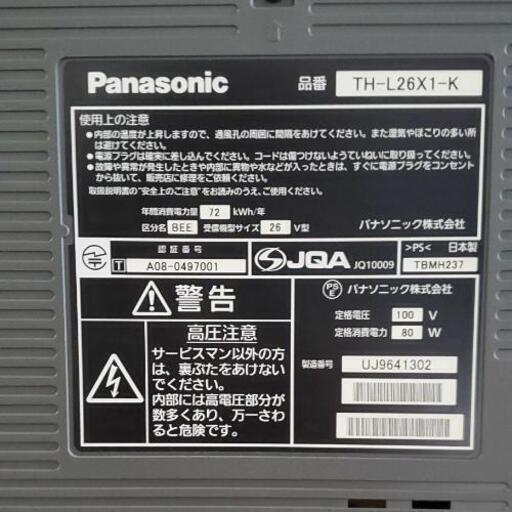 Panasonic
品番 TH-L26X1-K
使用上の注意
●内部の温度が上昇しますので、通風孔の周囲に間隔をあけてください。また湿気やほこりの多い所
は避けてください。
●電源プラグは確実に差し込んでください。コードは傷つけないようていねいに取り扱ってください。
●故障や異常が発生したときや内部に異物や水などが入ったときは、すぐに電源プラグをコンセント
から抜いて、販売店に修理をご依頼ください。
取扱説明書の"安全上のご注意"をお読みのうえ、ご使用ください。
年間消費電力量 72 kWh/年
区分名 BEE 受信機型サイズ 26 V型
パナソニック株式会社
認証番号
T A08-0497001
JQA JQ10009
>PS< 日本製
TBMH237
警告
高圧注意
サービスマン以外の方
は、裏ぶたをあけない
でください。
内部には高電圧部分が
数多くあり、万一さわ
ると危険です。
PSE パナソニック株式会社
定格電圧 100 V
定格消費電力 80 W
製造番号 UJ9641302